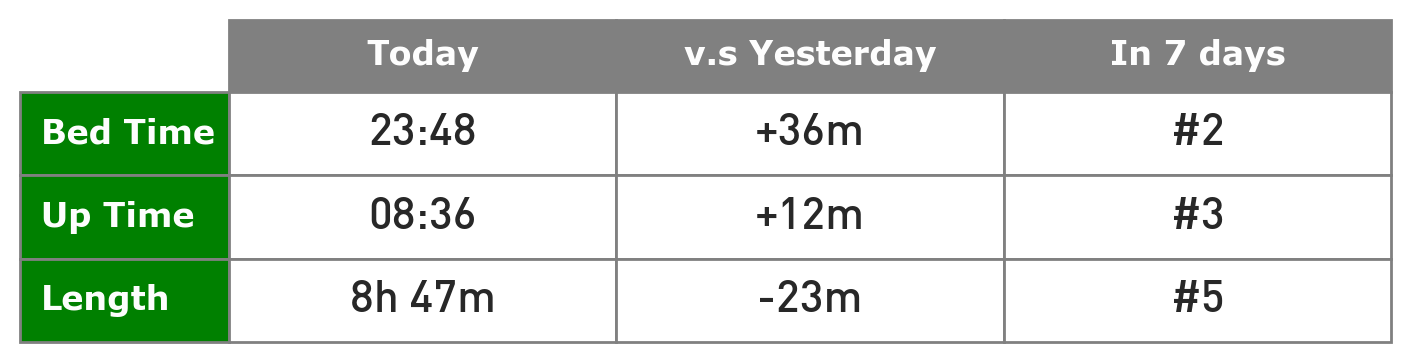 Today v.s Yesterday In 7 days
Bed Time 23:48 +36m #2
Up Time 08:36 +12m #3
Length 8h 47m -23m #5